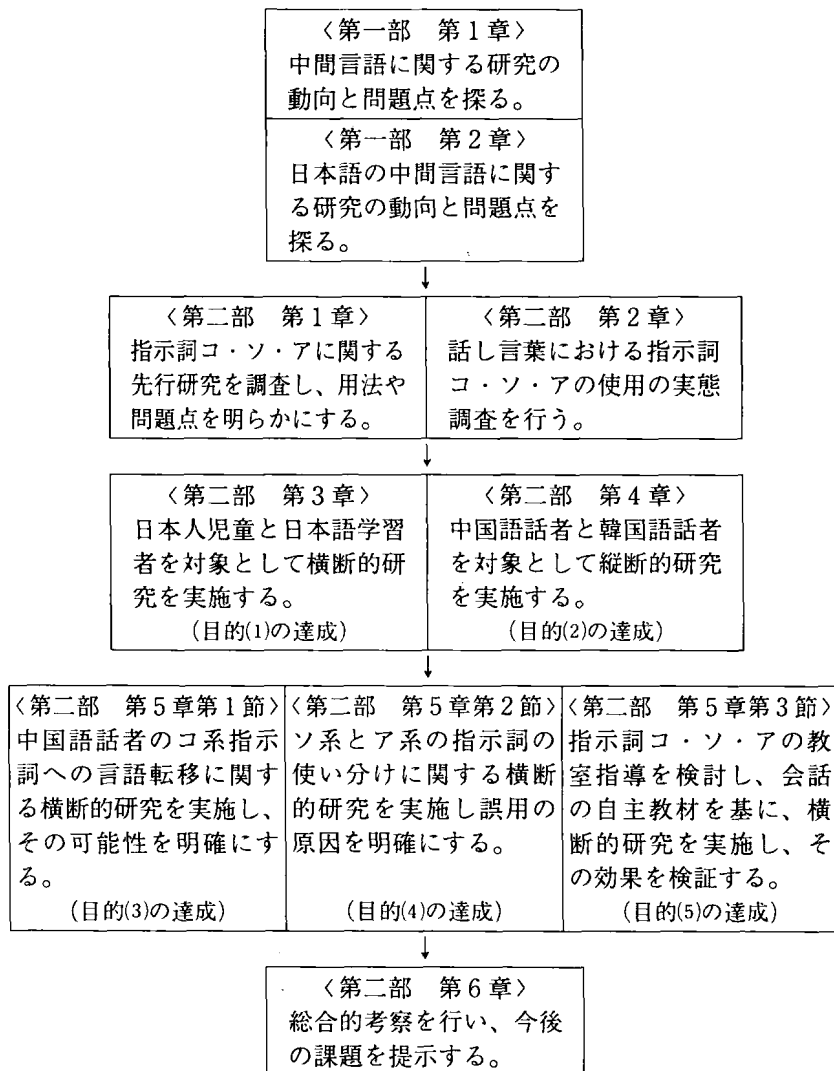 〈第一部　第1章〉
中間言語に関する研究の
動向と問題点を探る。
〈第一部　第2章〉
日本語の中間言語に関す
る研究の動向と問題点を
探る。
↓
〈第二部　第1章〉
指示詞コ・ソ・アに関する
先行研究を調査し、用法や
問題点を明らかにする。
〈第二部　第2章〉
話し言葉における指示詞
コ・ソ・アの使用の実態
調査を行う。
↓
〈第二部　第3章〉
日本人児童と日本語学習
者を対象として横断的研
究を実施する。
(目的(1)の達成)
〈第二部　第4章〉
中国語話者と韓国語話者
を対象として縦断的研究
を実施する。
(目的(2)の達成)
↓
〈第二部　第5章第1節〉
中国語話者のコ系指示
詞への言語転移に関す
る横断的研究を実施し、
その可能性を明確にす
る。
(目的(3)の達成)
〈第二部　第5章第2節〉
ソ系とア系の指示詞の
使い分けに関する横断
的研究を実施し誤用の
原因を明確にする。
(目的(4)の達成)
〈第二部　第5章第3節〉
指示詞コ・ソ・アの教
室指導を検討し、会話
の自主教材を基に、横
断的研究を実施し、そ
の効果を検証する。
(目的(5)の達成)
↓
〈第二部　第6章〉
総合的考察を行い、今後
の課題を提示する。